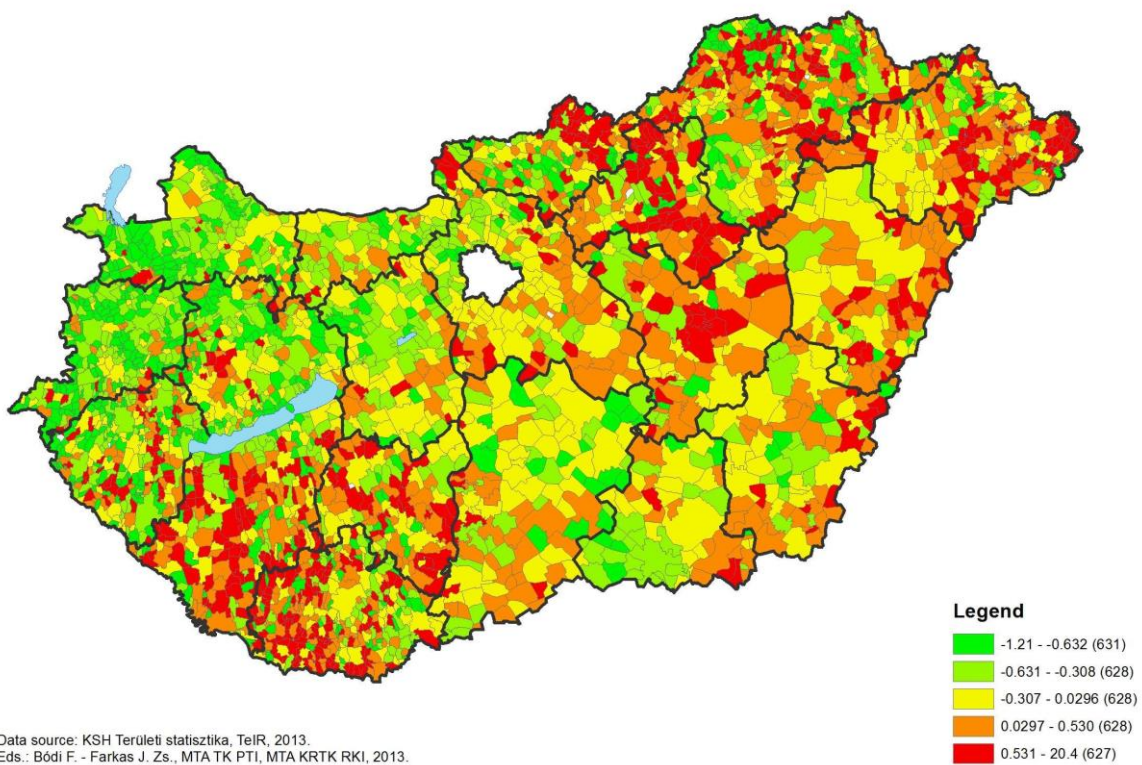 Legend
-1.21 - -0.632 (631)
-0.631 - -0.308 (628)
-0.307 - 0.0296 (628)
0.0297 - 0.530 (628)
0.531 - 20.4 (627)
Data source: KSH Területi statisztika, TeIR, 2013.
Eds.: Bódi F. - Farkas J. Zs., MTA TK PTI, MTA KRTK RKI, 2013.